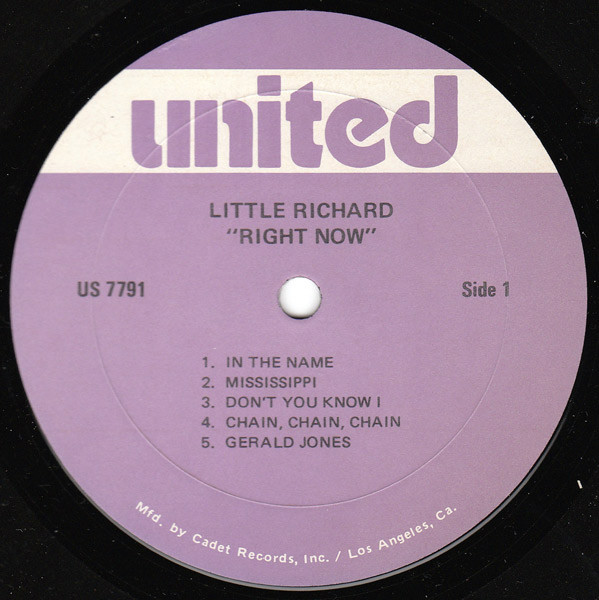 united
LITTLE RICHARD
"RIGHT NOW"
US 7791
Side 1
1. IN THE NAME
2. MISSISSIPPI
3. DON'T YOU KNOW I
4. CHAIN, CHAIN, CHAIN
5. GERALD JONES
Mfd. by Cadet Records, Inc. / Los Angeles, Ca.